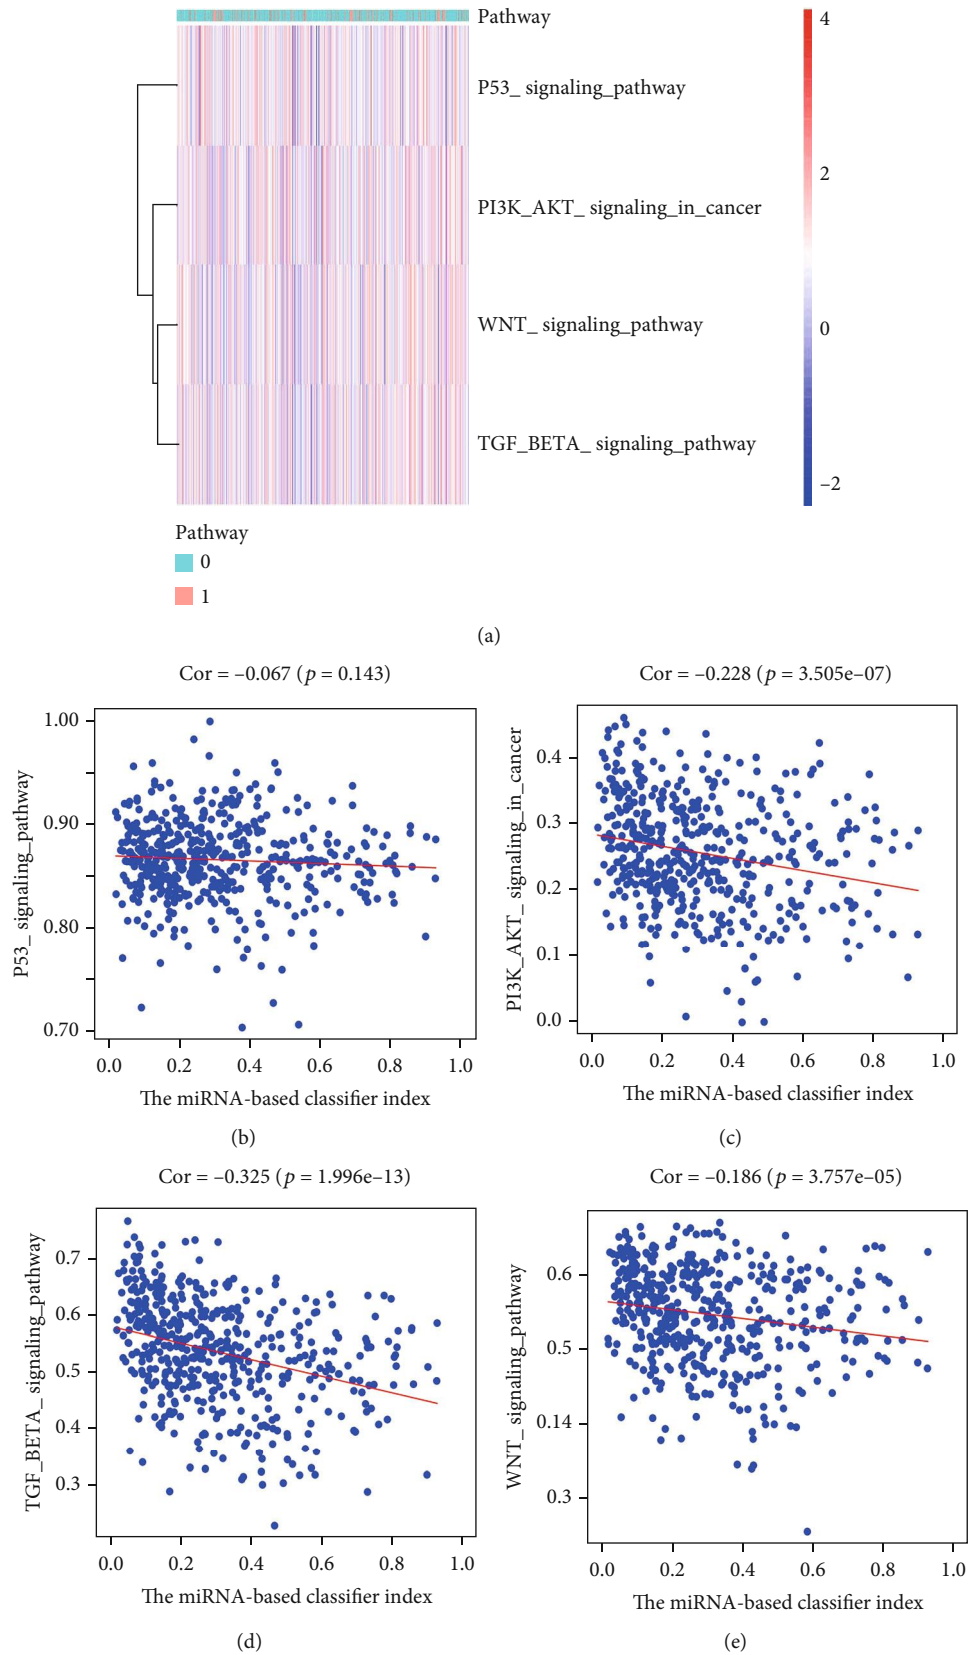 Pathway
4
P53_ signaling_pathway
2
PI3K_AKT_ signaling_in_cancer
WNT_ signaling_pathway
0
TGF_BETA_ signaling_pathway
–2
Pathway
0
1
(a)
Cor = –0.067 (p = 0.143)
1.00
0.90
0.80
0.70
P53_ signaling_pathway
0.0 0.2 0.4 0.6 0.8 1.0
The miRNA-based classifier index
(b)
Cor = –0.228 (p = 3.505e–07)
0.4
0.3
0.2
0.1
0.0
PI3K_AKT_ signaling_in_cancer
0.0 0.2 0.4 0.6 0.8 1.0
The miRNA-based classifier index
(c)
Cor = –0.325 (p = 1.996e–13)
0.7
0.6
0.5
0.4
0.3
TGF_BETA_ signaling_pathway
0.0 0.2 0.4 0.6 0.8 1.0
The miRNA-based classifier index
(d)
Cor = –0.186 (p = 3.757e–05)
0.6
0.5
0.14
0.3
WNT_ signaling_pathway
0.0 0.2 0.4 0.6 0.8 1.0
The miRNA-based classifier index
(e)